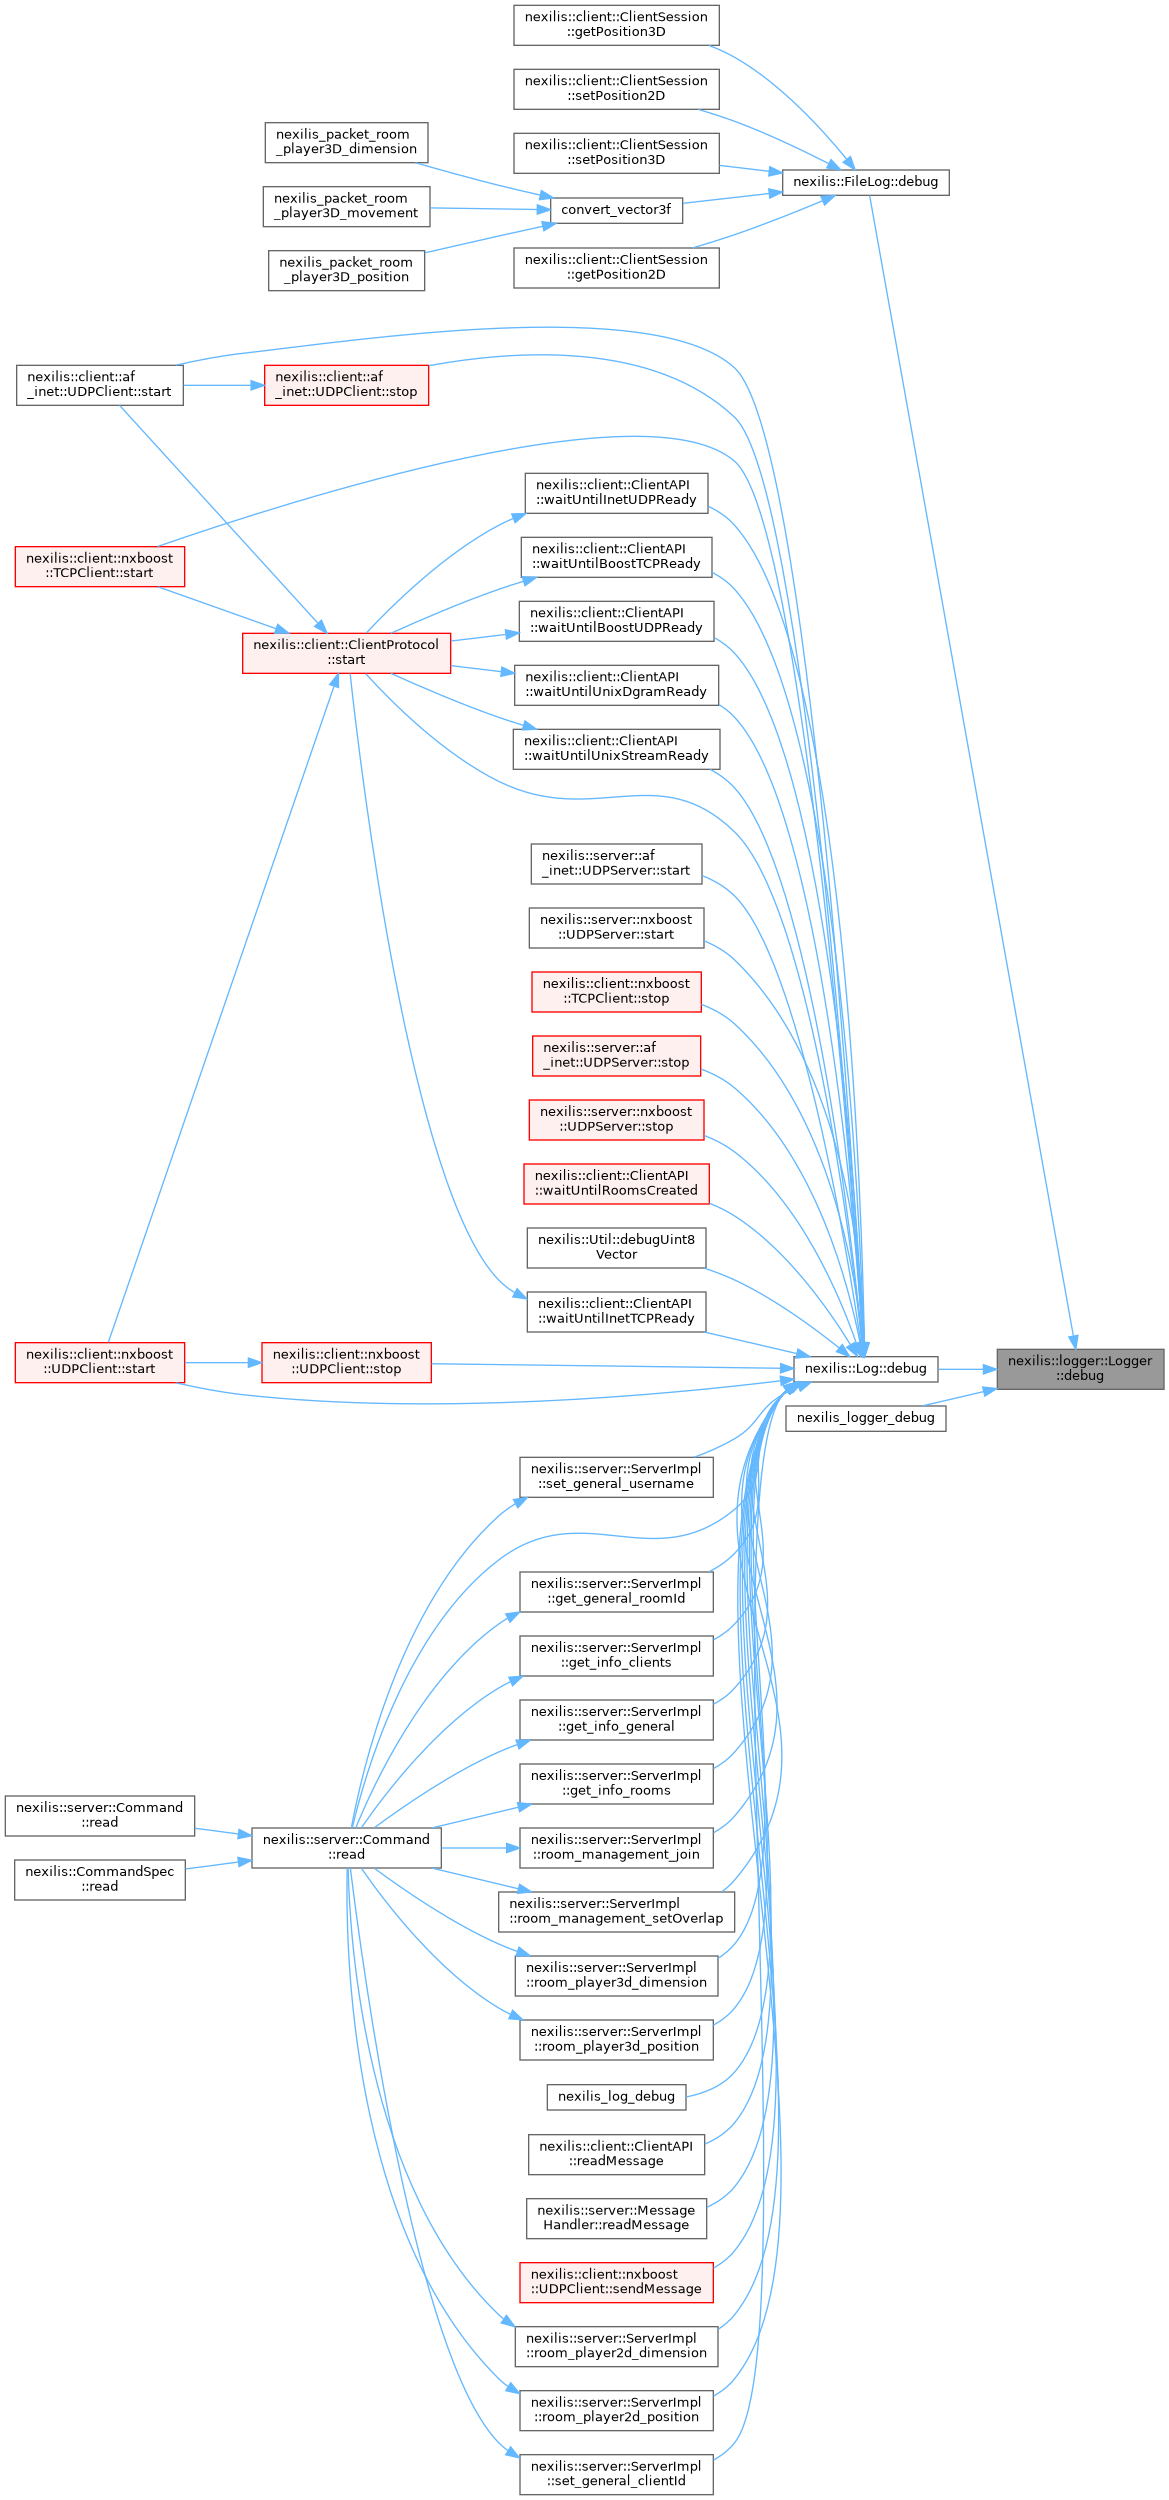 nexilis::client::ClientSession
::getPosition3D
nexilis::client::ClientSession
::setPosition2D
nexilis_packet_room
_player3D_dimension
nexilis::client::ClientSession
::setPosition3D
nexilis::FileLog::debug
nexilis_packet_room
_player3D_movement
convert_vector3f
nexilis_packet_room
_player3D_position
nexilis::client::ClientSession
::getPosition2D
nexilis::client::af
_inet::UDPClient::start
nexilis::client::af
_inet::UDPClient::stop
nexilis::client::ClientAPI
::waitUntilInetUDPReady
nexilis::client::nxboost
::TCPClient::start
nexilis::client::ClientAPI
::waitUntilBoostTCPReady
nexilis::client::ClientAPI
::waitUntilBoostUDPReady
nexilis::client::ClientProtocol
::start
nexilis::client::ClientAPI
::waitUntilUnixDgramReady
nexilis::client::ClientAPI
::waitUntilUnixStreamReady
nexilis::server::af
_inet::UDPServer::start
nexilis::server::nxboost
::UDPServer::start
nexilis::client::nxboost
::TCPClient::stop
nexilis::server::af
_inet::UDPServer::stop
nexilis::server::nxboost
::UDPServer::stop
nexilis::client::ClientAPI
::waitUntilRoomsCreated
nexilis::Util::debugUint8
Vector
nexilis::client::ClientAPI
::waitUntilInetTCPReady
nexilis::client::nxboost
::UDPClient::start
nexilis::client::nxboost
::UDPClient::stop
nexilis::Log::debug
nexilis::logger::Logger
::debug
nexilis_logger_debug
nexilis::server::ServerImpl
::set_general_username
nexilis::server::ServerImpl
::get_general_roomId
nexilis::server::ServerImpl
::get_info_clients
nexilis::server::ServerImpl
::get_info_general
nexilis::server::ServerImpl
::get_info_rooms
nexilis::server::Command
::read
nexilis::server::Command
::read
nexilis::server::ServerImpl
::room_management_join
nexilis::CommandSpec
::read
nexilis::server::ServerImpl
::room_management_setOverlap
nexilis::server::ServerImpl
::room_player3d_dimension
nexilis::server::ServerImpl
::room_player3d_position
nexilis_log_debug
nexilis::client::ClientAPI
::readMessage
nexilis::server::Message
Handler::readMessage
nexilis::client::nxboost
::UDPClient::sendMessage
nexilis::server::ServerImpl
::room_player2d_dimension
nexilis::server::ServerImpl
::room_player2d_position
nexilis::server::ServerImpl
::set_general_clientId